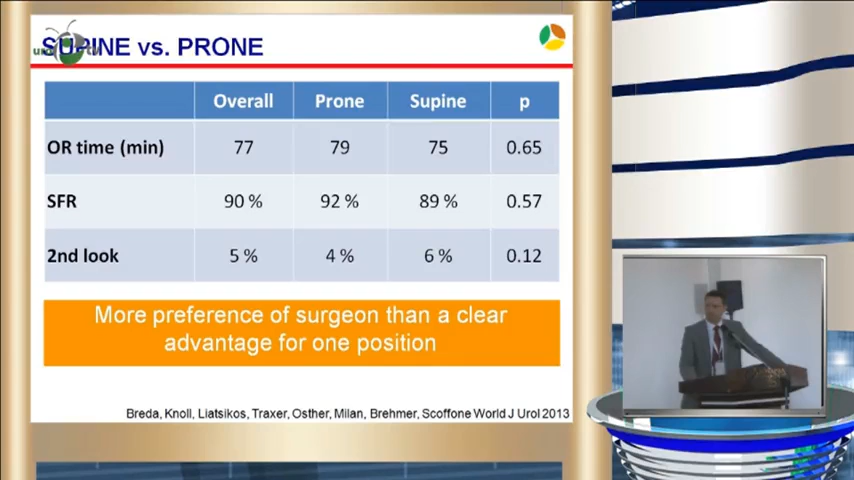 SUPINE vs. PRONE
Overall Prone Supine p
OR time (min) 77 79 75 0.65
SFR 90 % 92 % 89 % 0.57
2nd look 5 % 4 % 6 % 0.12
More preference of surgeon than a clear
advantage for one position
Breda, Knoll, Liatsikos, Traxer, Osther, Milan, Brehmer, Scoffone World J Urol 2013